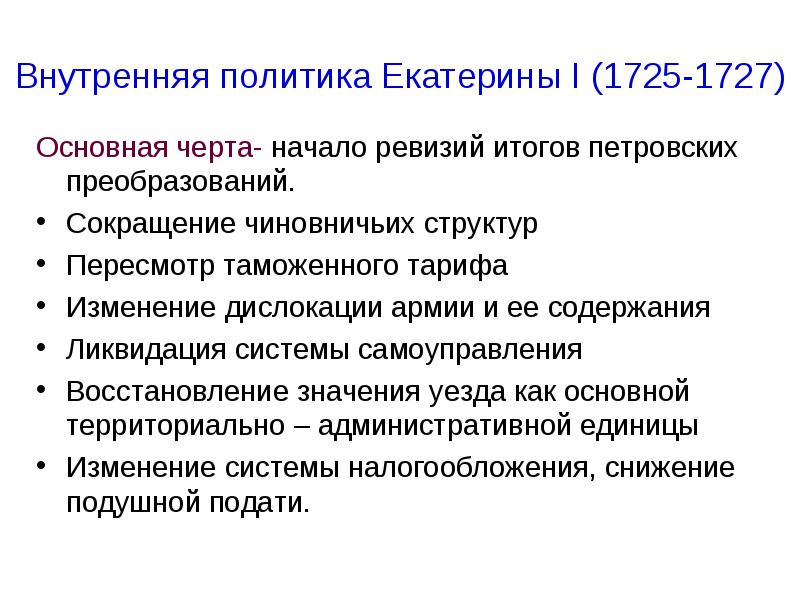 Внутренняя политика Екатерины I (1725-1727)
Основная черта- начало ревизий итогов петровских
преобразований.
• Сокращение чиновничьих структур
• Пересмотр таможенного тарифа
• Изменение дислокации армии и ее содержания
• Ликвидация системы самоуправления
• Восстановление значения уезда как основной
территориально – административной единицы
• Изменение системы налогообложения, снижение
подушной подати.